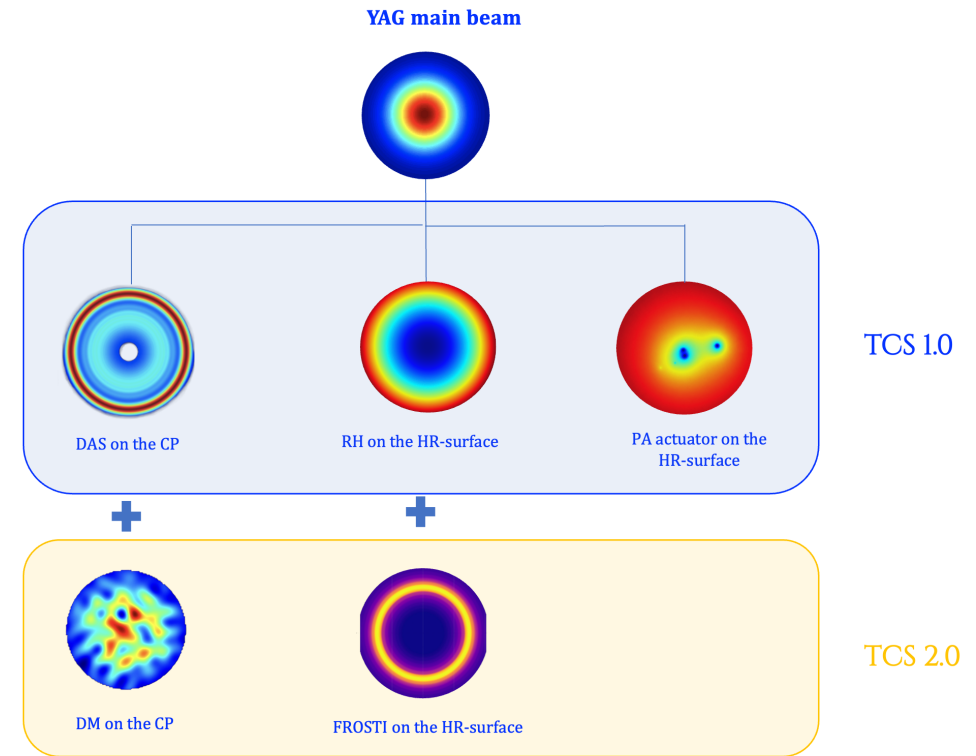 YAG main beam
TCS 1.0
DAS on the CP
RH on the HR-surface
PA actuator on the
HR-surface
TCS 2.0
DM on the CP
FROSTI on the HR-surface